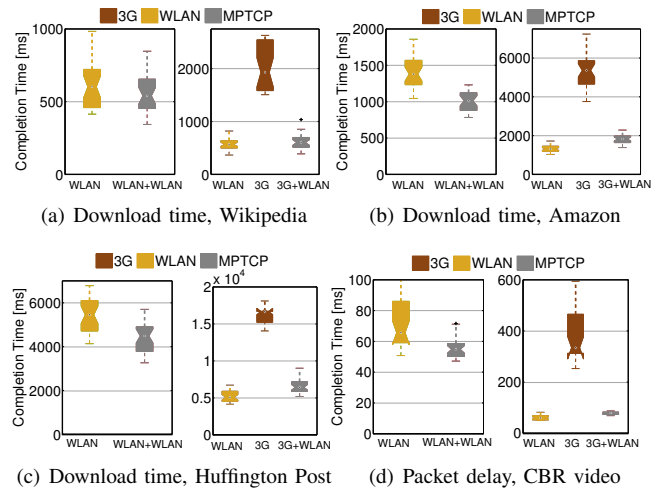 3G WLAN MPTCP
Completion Time [ms]
1000
500
0
WLAN WLAN+WLAN
2000
1000
0
WLAN 3G 3G+WLAN
(a) Download time, Wikipedia
3G WLAN MPTCP
Completion Time [ms]
2000
1500
1000
500
0
WLAN WLAN+WLAN
6000
4000
2000
0
WLAN 3G 3G+WLAN
(b) Download time, Amazon
3G WLAN MPTCP
Completion Time [ms]
6000
4000
2000
0
WLAN WLAN+WLAN
x 10^4
2
1.5
1
0.5
0
WLAN 3G 3G+WLAN
(c) Download time, Huffington Post
3G WLAN MPTCP
Completion Time [ms]
100
80
60
40
20
0
WLAN WLAN+WLAN
600
400
200
0
WLAN 3G 3G+WLAN
(d) Packet delay, CBR video